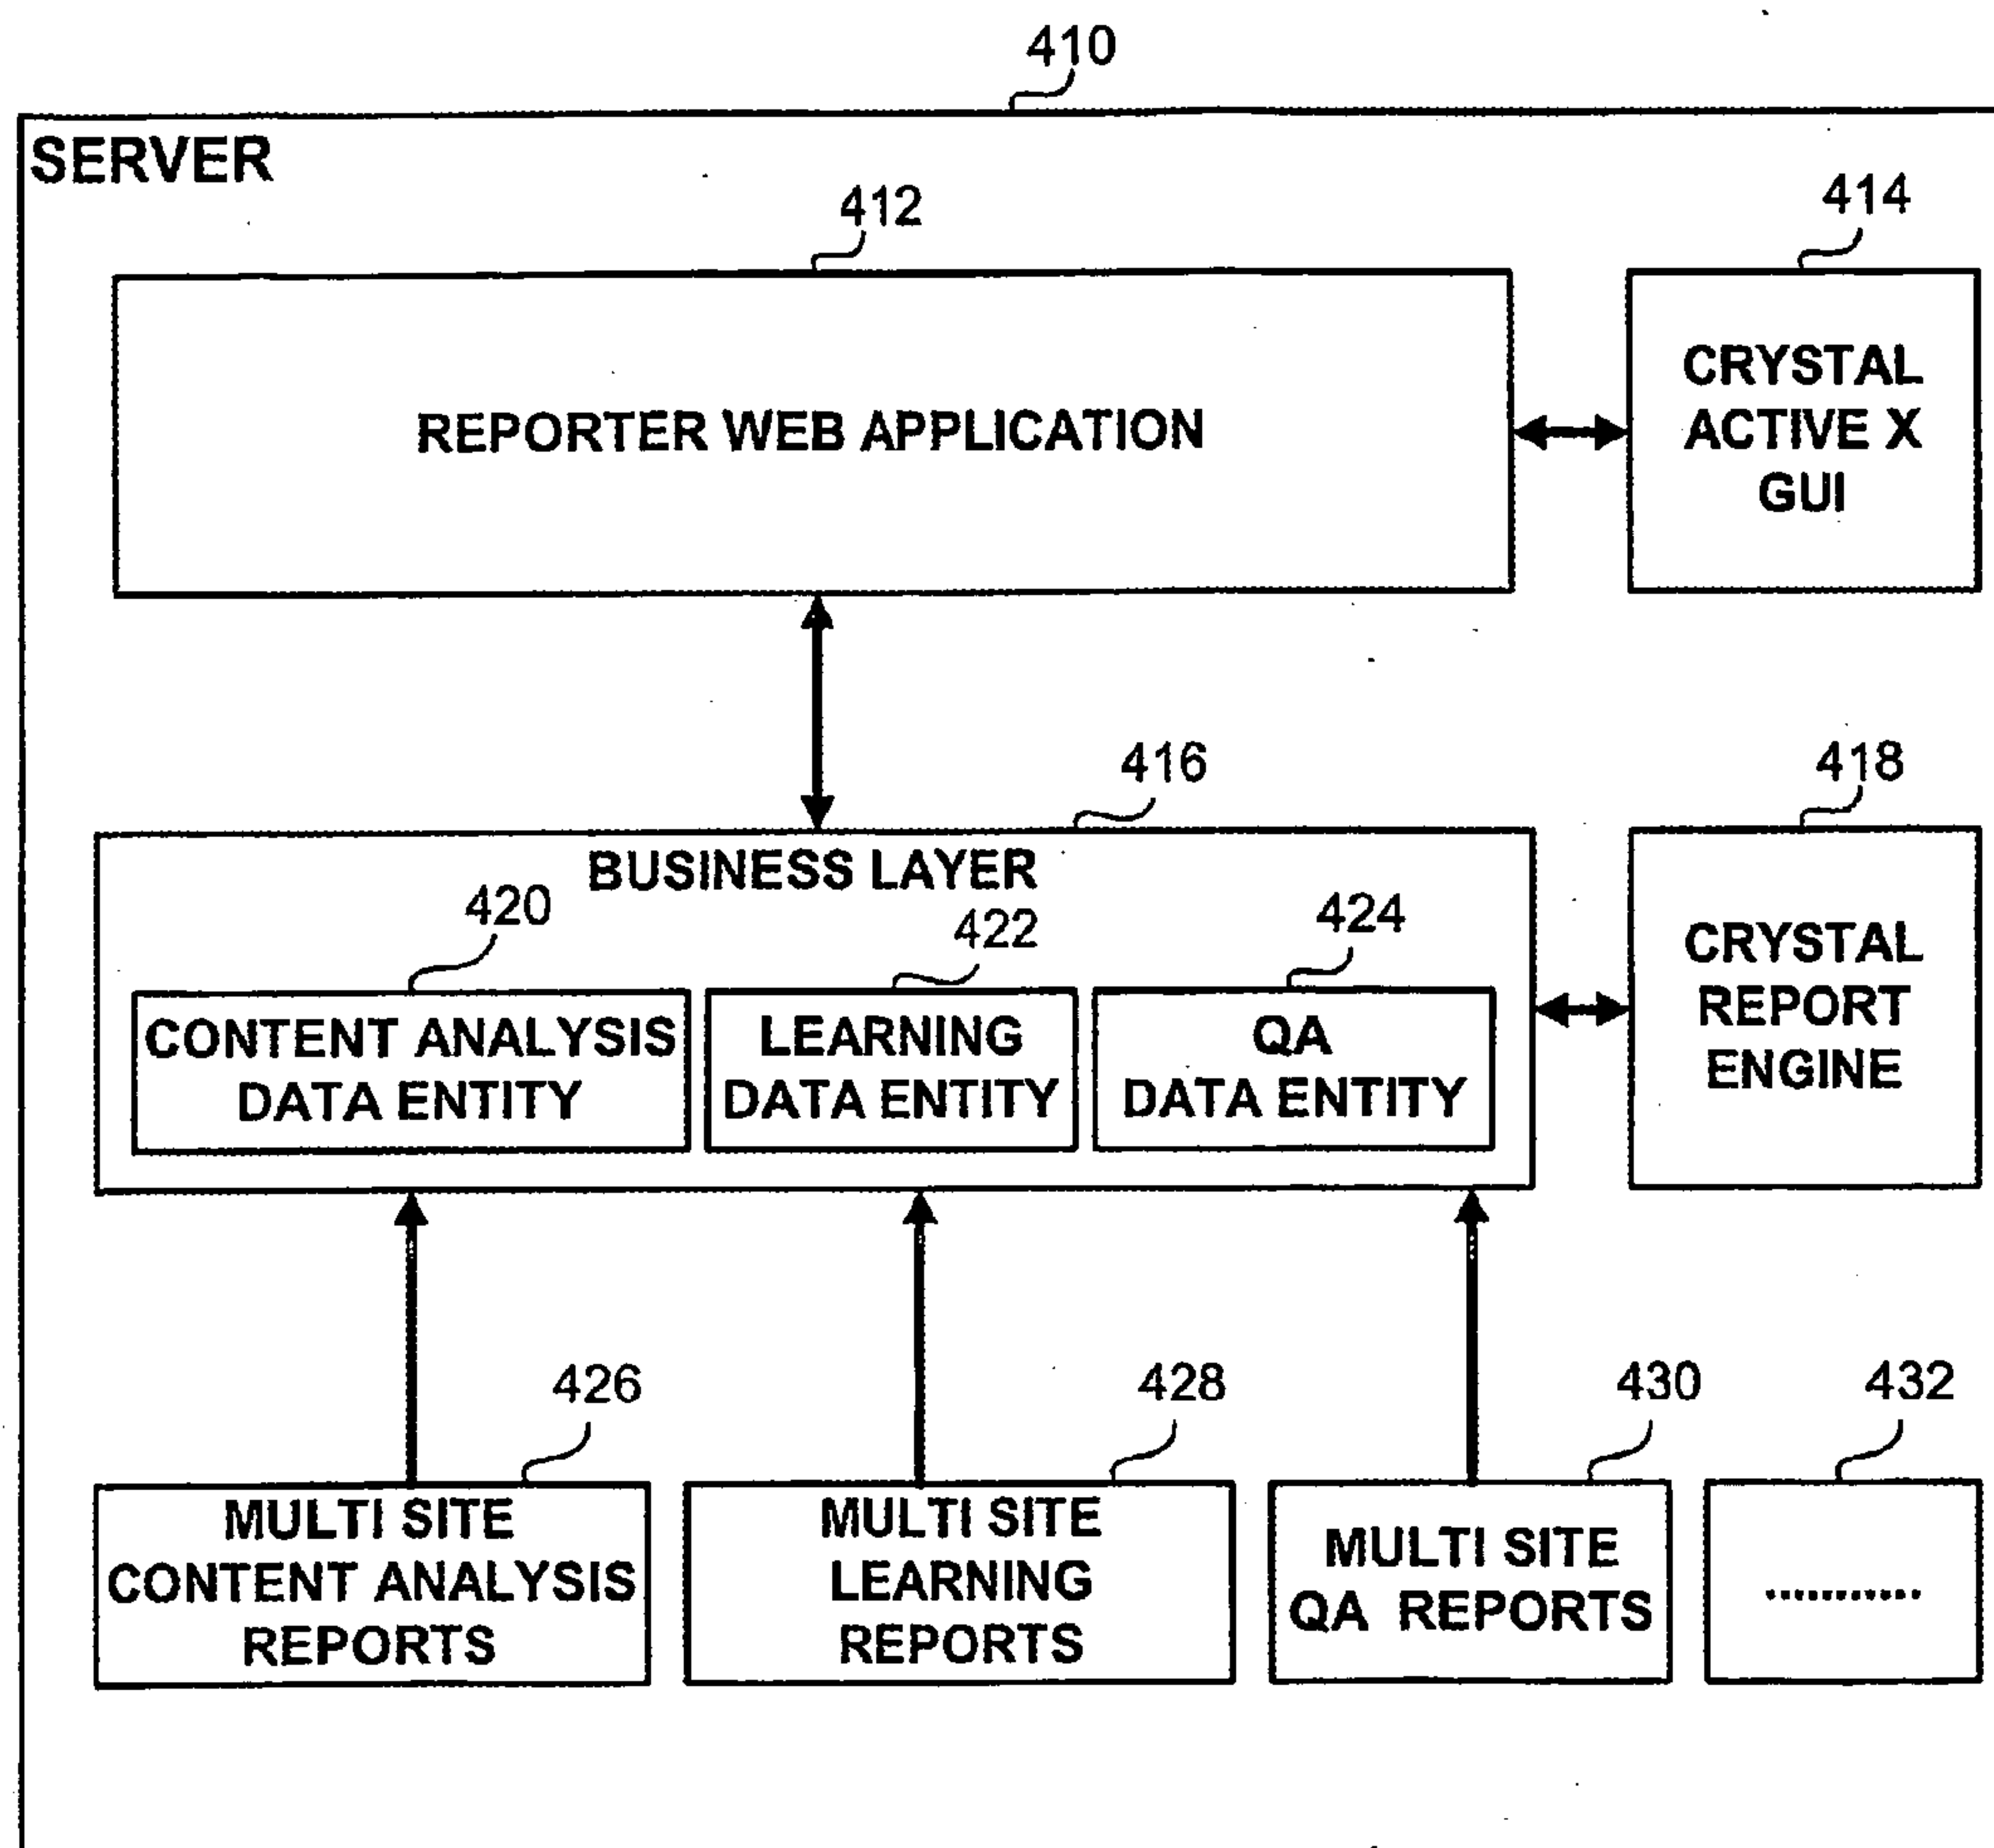 410
SERVER
412
414
REPORTER WEB APPLICATION
CRYSTAL
ACTIVE X
GUI
416
418
BUSINESS LAYER
420
422
424
CONTENT ANALYSIS
DATA ENTITY
LEARNING
DATA ENTITY
QA
DATA ENTITY
CRYSTAL
REPORT
ENGINE
426
428
430
432
MULTI SITE
CONTENT ANALYSIS
REPORTS
MULTI SITE
LEARNING
REPORTS
MULTI SITE
QA REPORTS
...........